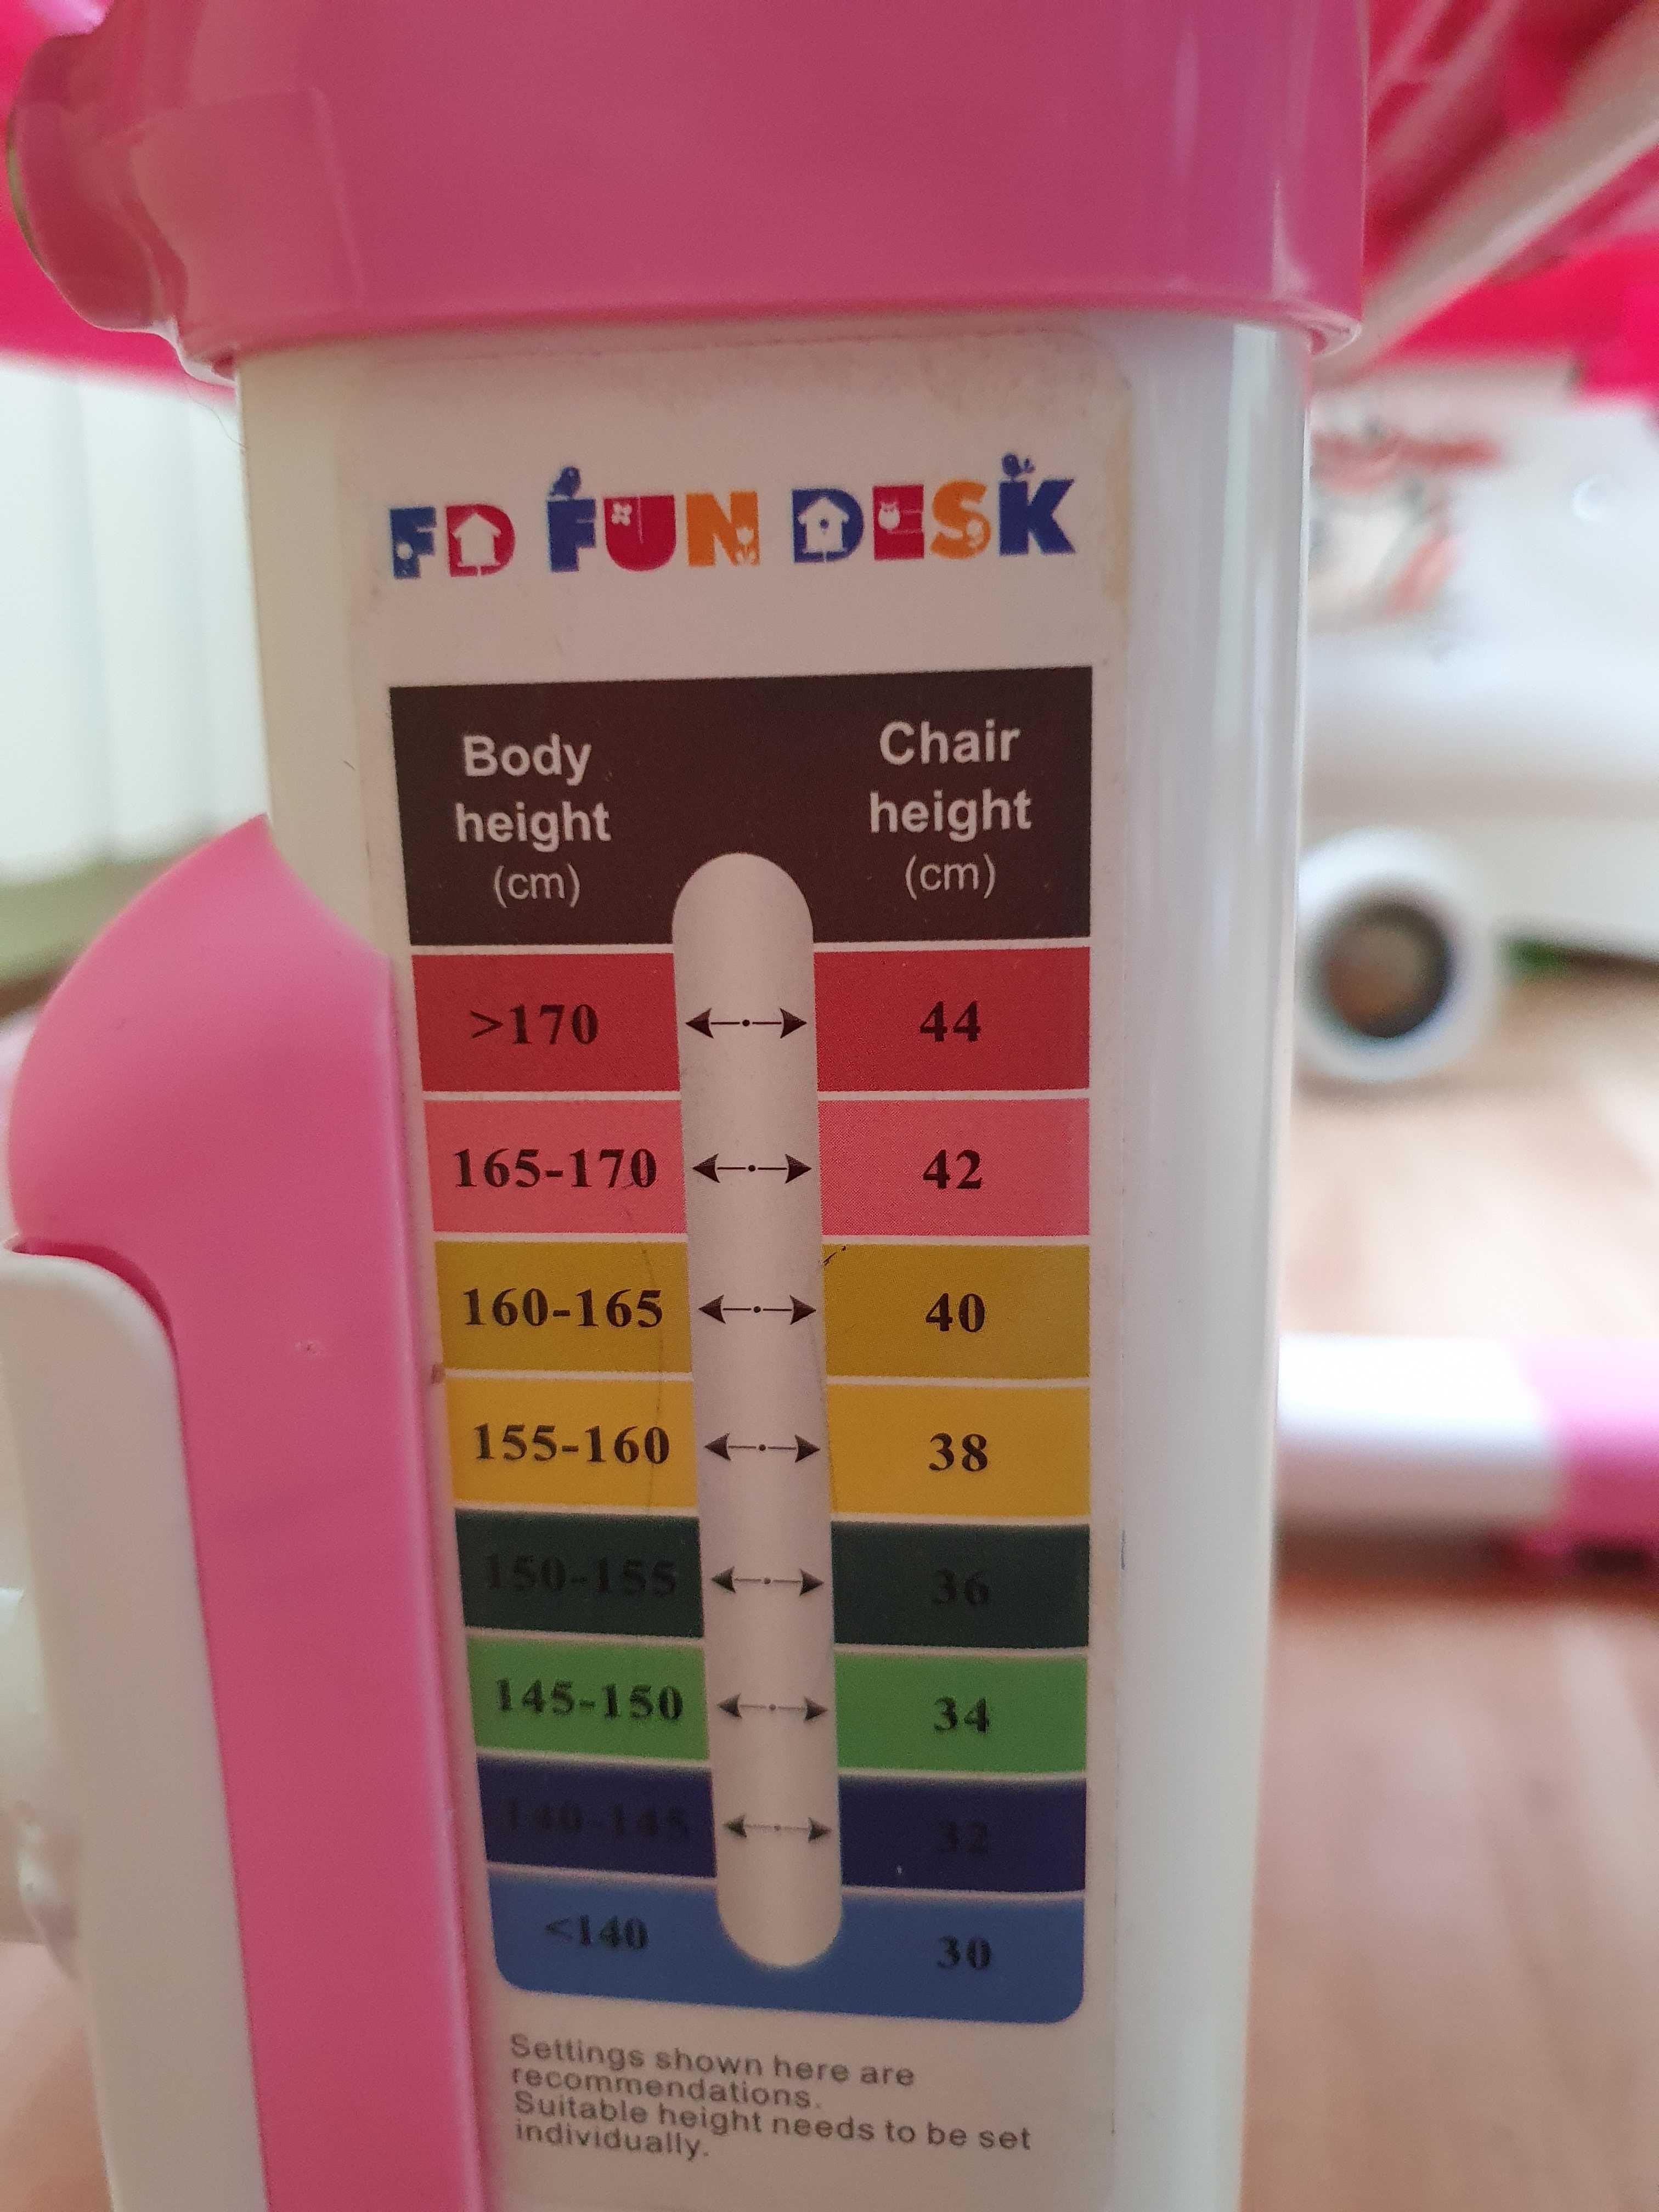 FD FUN DESK
Body height (cm) Chair height (cm)
>170 44
165-170 42
160-165 40
155-160 38
150-155 36
145-150 34
140-145 32
<140 30
Settings shown here are
recommendations.
Suitable height needs to be set
individually.